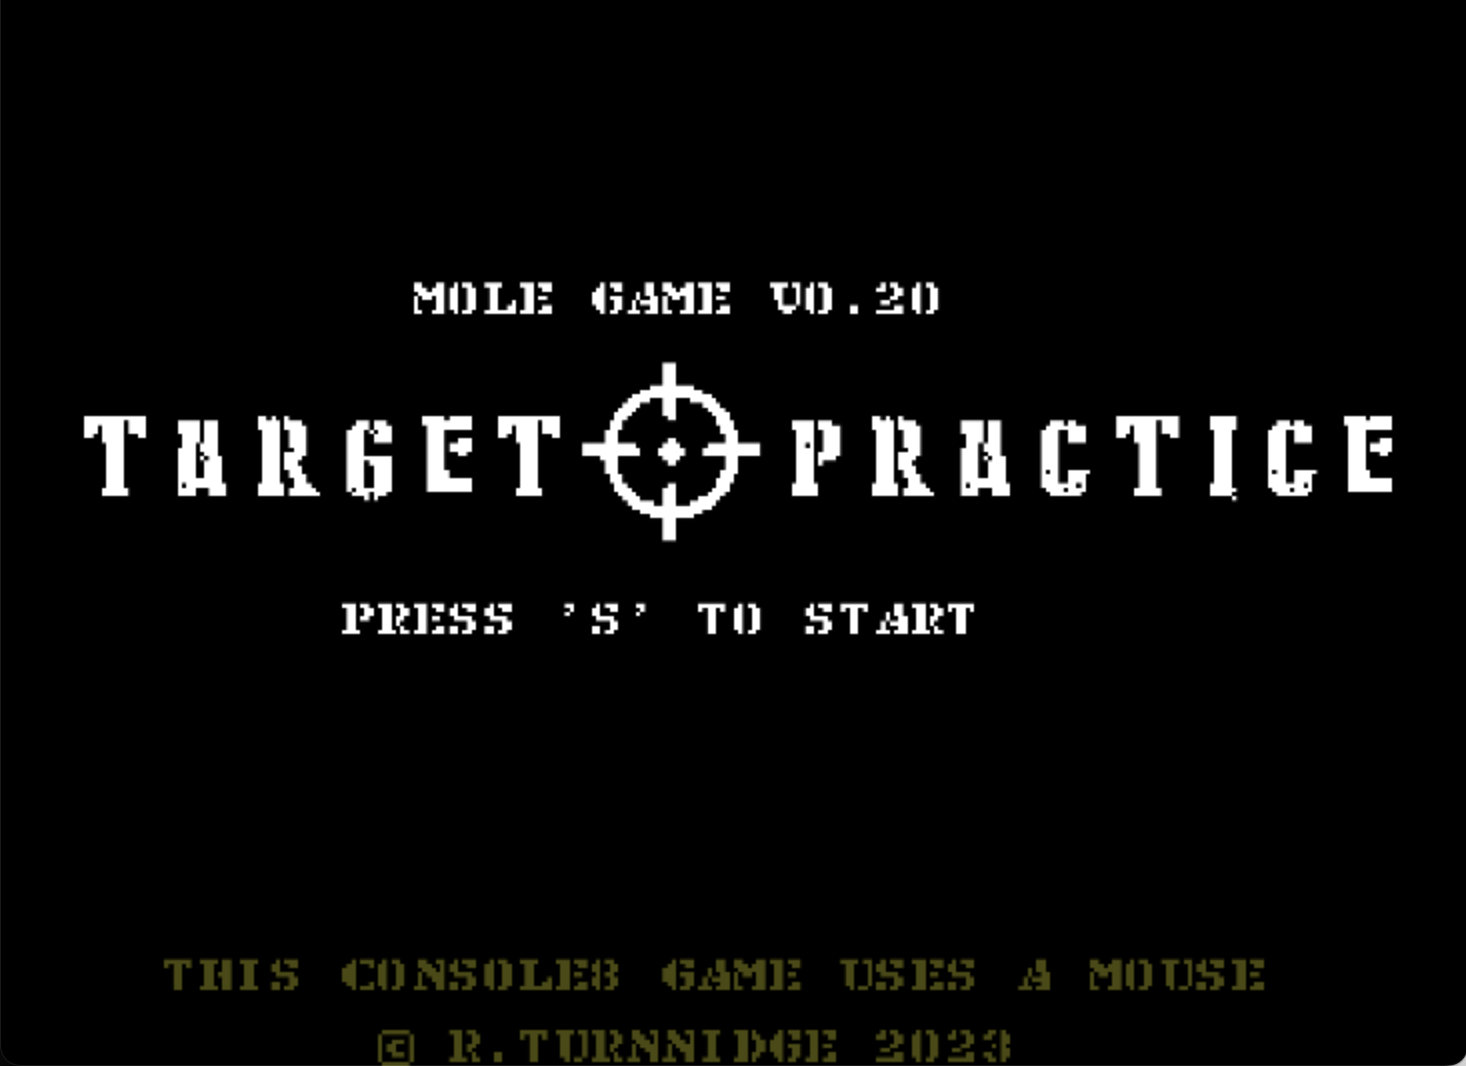 MOLE GAME V0.20
TARGET PRACTICE
PRESS 'S' TO START
THIS CONSOLE8 GAME USES A MOUSE
© R.TURNNIDGE 2023